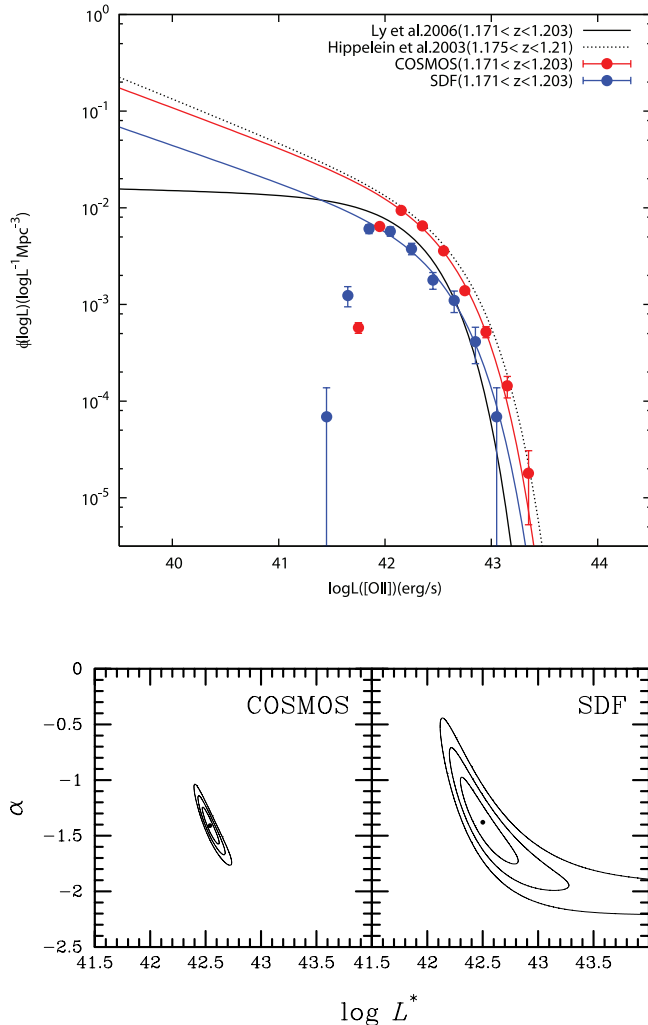 Ly et al.2006(1.171< z<1.203)
Hippelein et al.2003(1.175< z<1.21)
COSMOS(1.171< z<1.203)
SDF(1.171< z<1.203)
10^0
10^-1
10^-2
10^-3
10^-4
10^-5
ϕ(logL)(logL^-1Mpc^-3)
40 41 42 43 44
logL([OII])(erg/s)
COSMOS SDF
0
−0.5
−1
−1.5
−2
−2.5
α
41.5 42 42.5 43 43.5 41.5 42 42.5 43 43.5
log L*